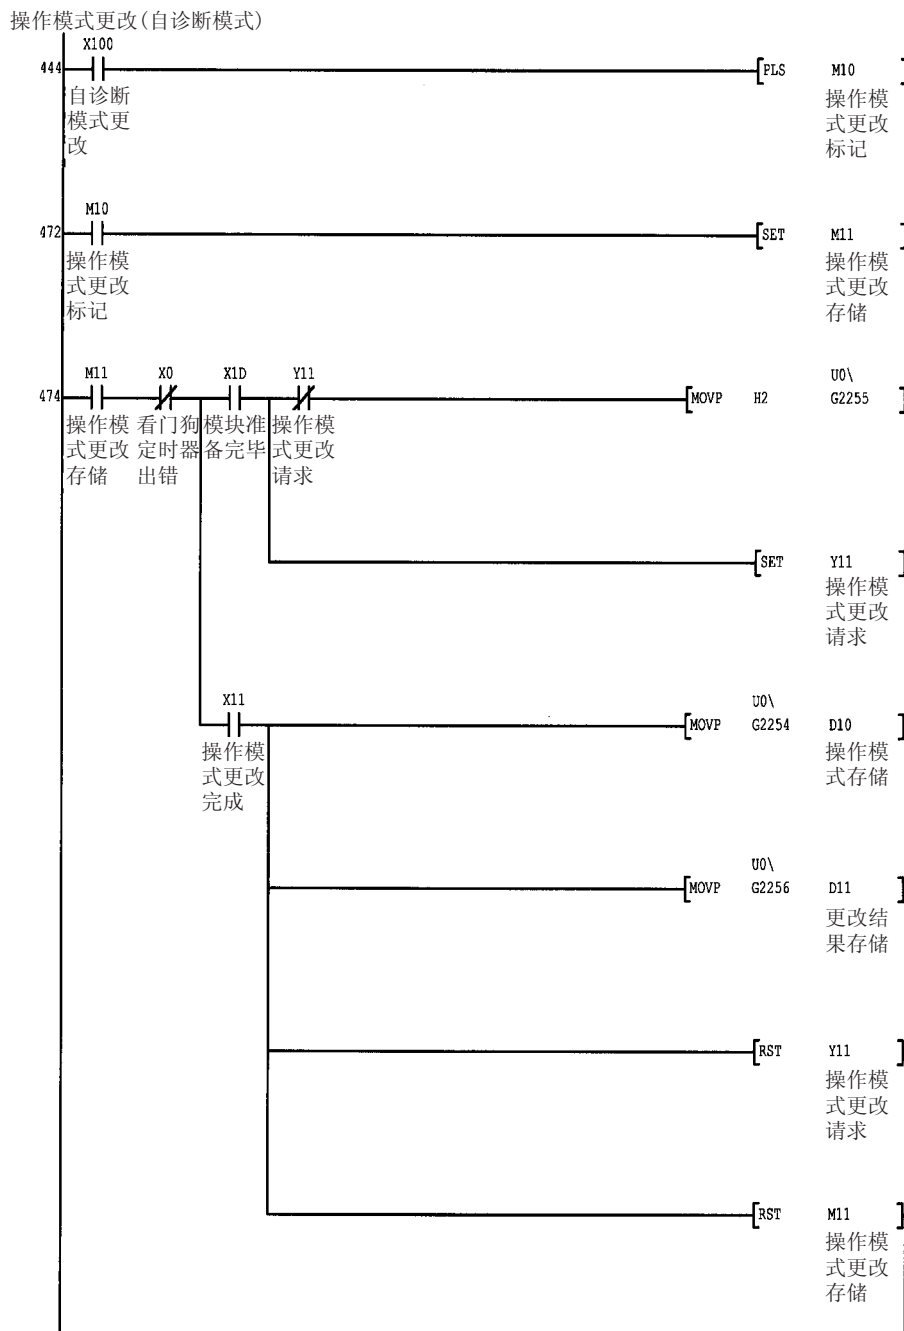 操作模式更改(自诊断模式)
X100
444 PLS M10
自诊断
模式更
改
操作模
式更改
标记
M10
472 SET M11
操作模
式更改
标记
操作模
式更改
存储
M11 X0 X1D Y11 U0\
474 MOVP H2 G2255
操作模 看门狗 模块准 操作模
式更改 定时器 备完毕 式更改
存储 出错 请求
SET Y11
操作模
式更改
请求
X11 U0\
MOVP G2254 D10
操作模
式更改
完成
操作模
式存储
U0\
MOVP G2256 D11
更改结
果存储
RST Y11
操作模
式更改
请求
RST M11
操作模
式更改
存储